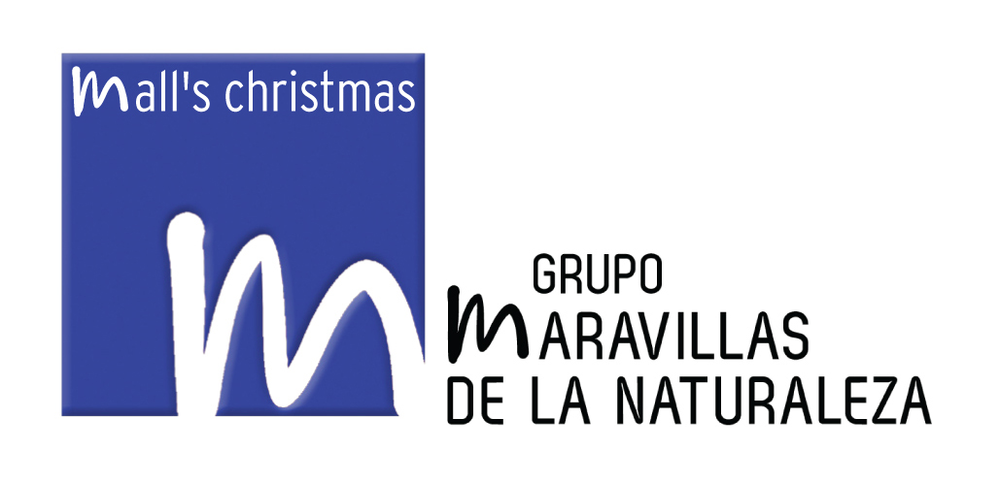 mall's christmas
m
GRUPO
MARAVILLAS
DE LA NATURALEZA